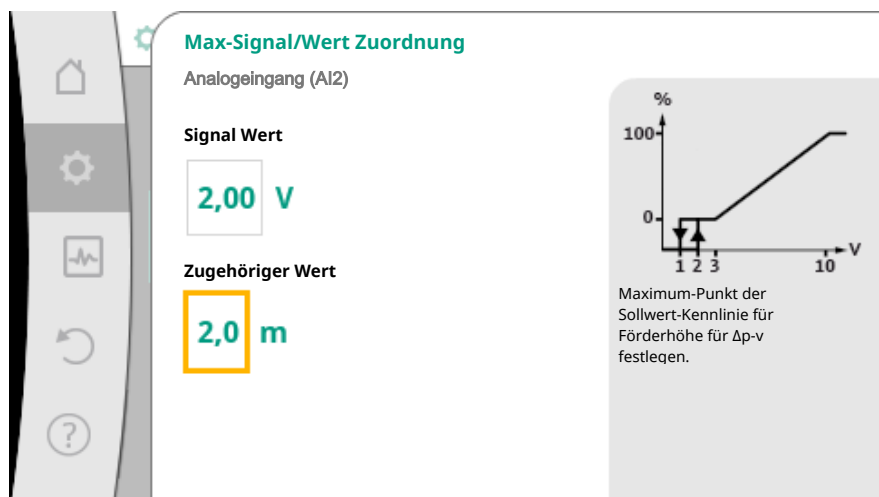 Max-Signal/Wert Zuordnung
Analogeingang (AI2)
Signal Wert
2,00 V
Zugehöriger Wert
2,0 m
%
100
0
1 2 3 10 V
Maximum-Punkt der
Sollwert-Kennlinie für
Förderhöhe für Δp-v
festlegen.
?